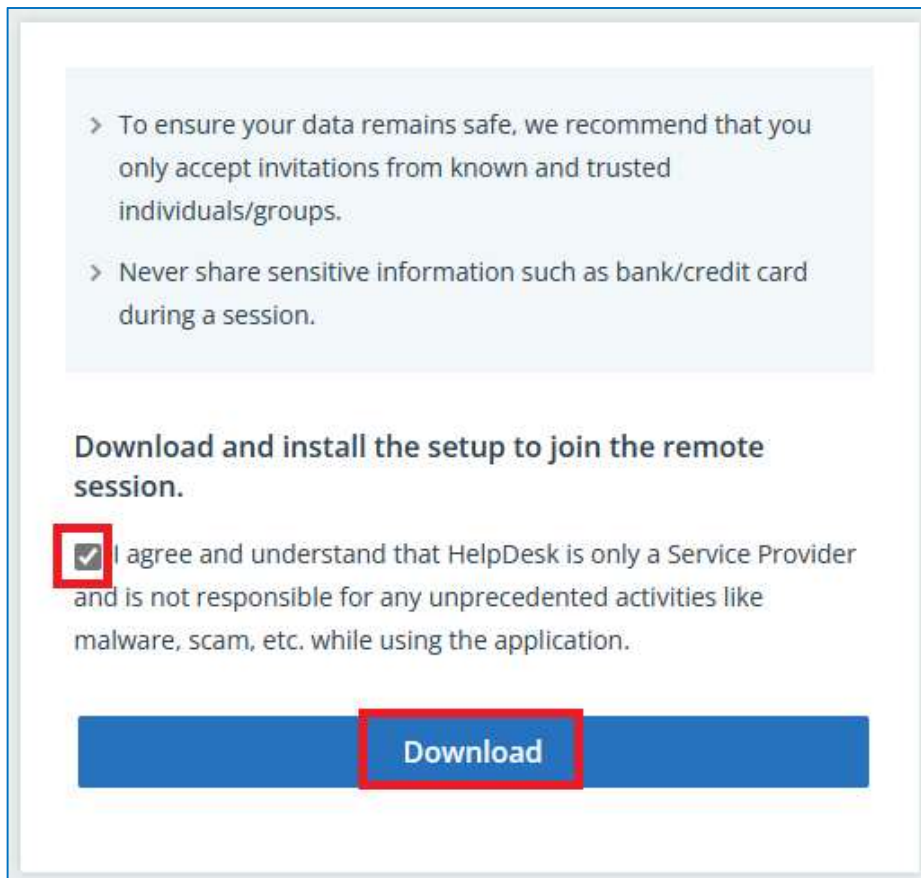 To ensure your data remains safe, we recommend that you
only accept invitations from known and trusted
individuals/groups.
Never share sensitive information such as bank/credit card
during a session.
Download and install the setup to join the remote
session.
I agree and understand that HelpDesk is only a Service Provider
and is not responsible for any unprecedented activities like
malware, scam, etc. while using the application.
Download